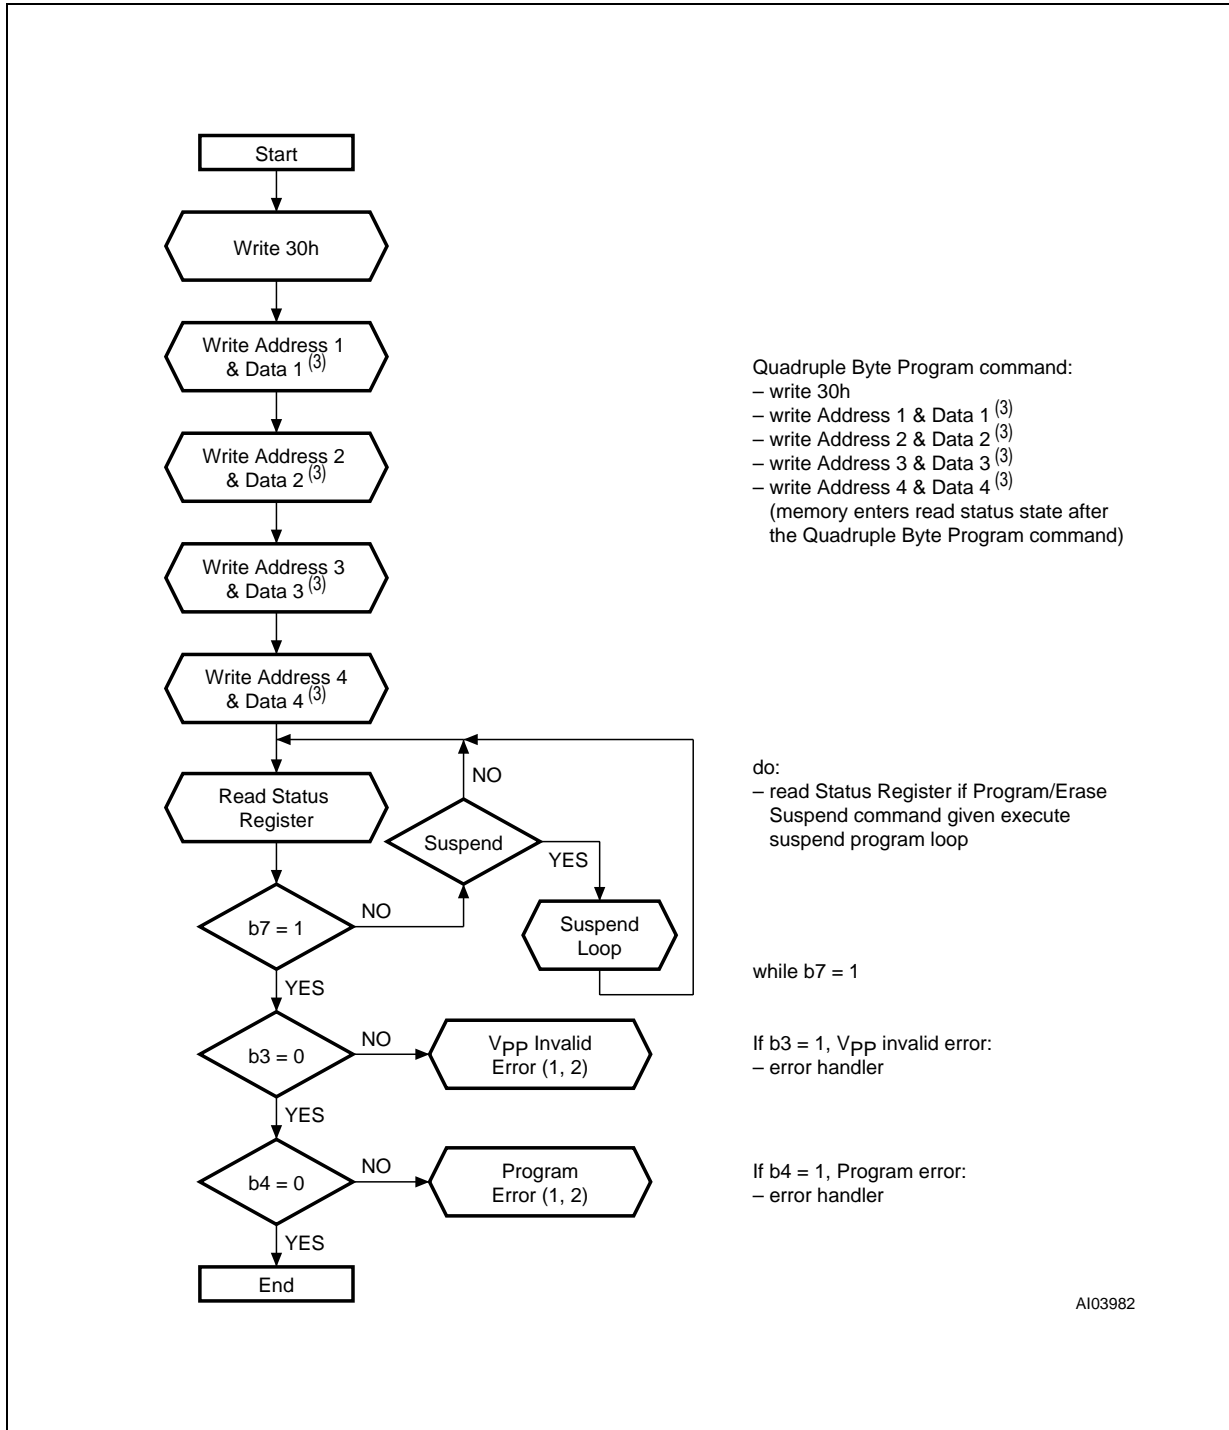 Start
Write 30h
Write Address 1
& Data 1 (3)
Write Address 2
& Data 2 (3)
Write Address 3
& Data 3 (3)
Write Address 4
& Data 4 (3)
Quadruple Byte Program command:
– write 30h
– write Address 1 & Data 1 (3)
– write Address 2 & Data 2 (3)
– write Address 3 & Data 3 (3)
– write Address 4 & Data 4 (3)
(memory enters read status state after
the Quadruple Byte Program command)
Read Status
Register
NO
Suspend
YES
do:
– read Status Register if Program/Erase
Suspend command given execute
suspend program loop
b7 = 1
NO
Suspend
Loop
YES
while b7 = 1
b3 = 0
NO
VPP Invalid
Error (1, 2)
If b3 = 1, VPP invalid error:
– error handler
YES
b4 = 0
NO
Program
Error (1, 2)
If b4 = 1, Program error:
– error handler
YES
End
AI03982